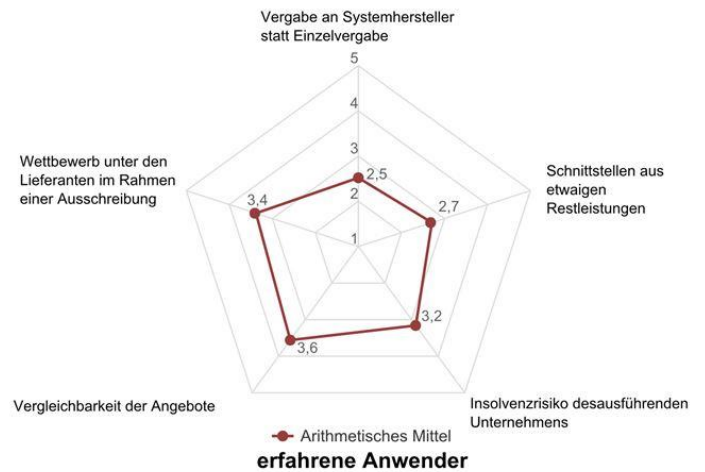 Vergabe an Systemhersteller
statt Einzelvergabe
5
4
3
2
1
2,5
Schnittstellen aus
etwaigen
Restleistungen
2,7
Wettbewerb unter den
Lieferanten im Rahmen
einer Ausschreibung
3,4
3,2
3,6
Vergleichbarkeit der Angebote
Insolvenzrisiko desausführenden
Unternehmens
Arithmetisches Mittel
erfahrene Anwender